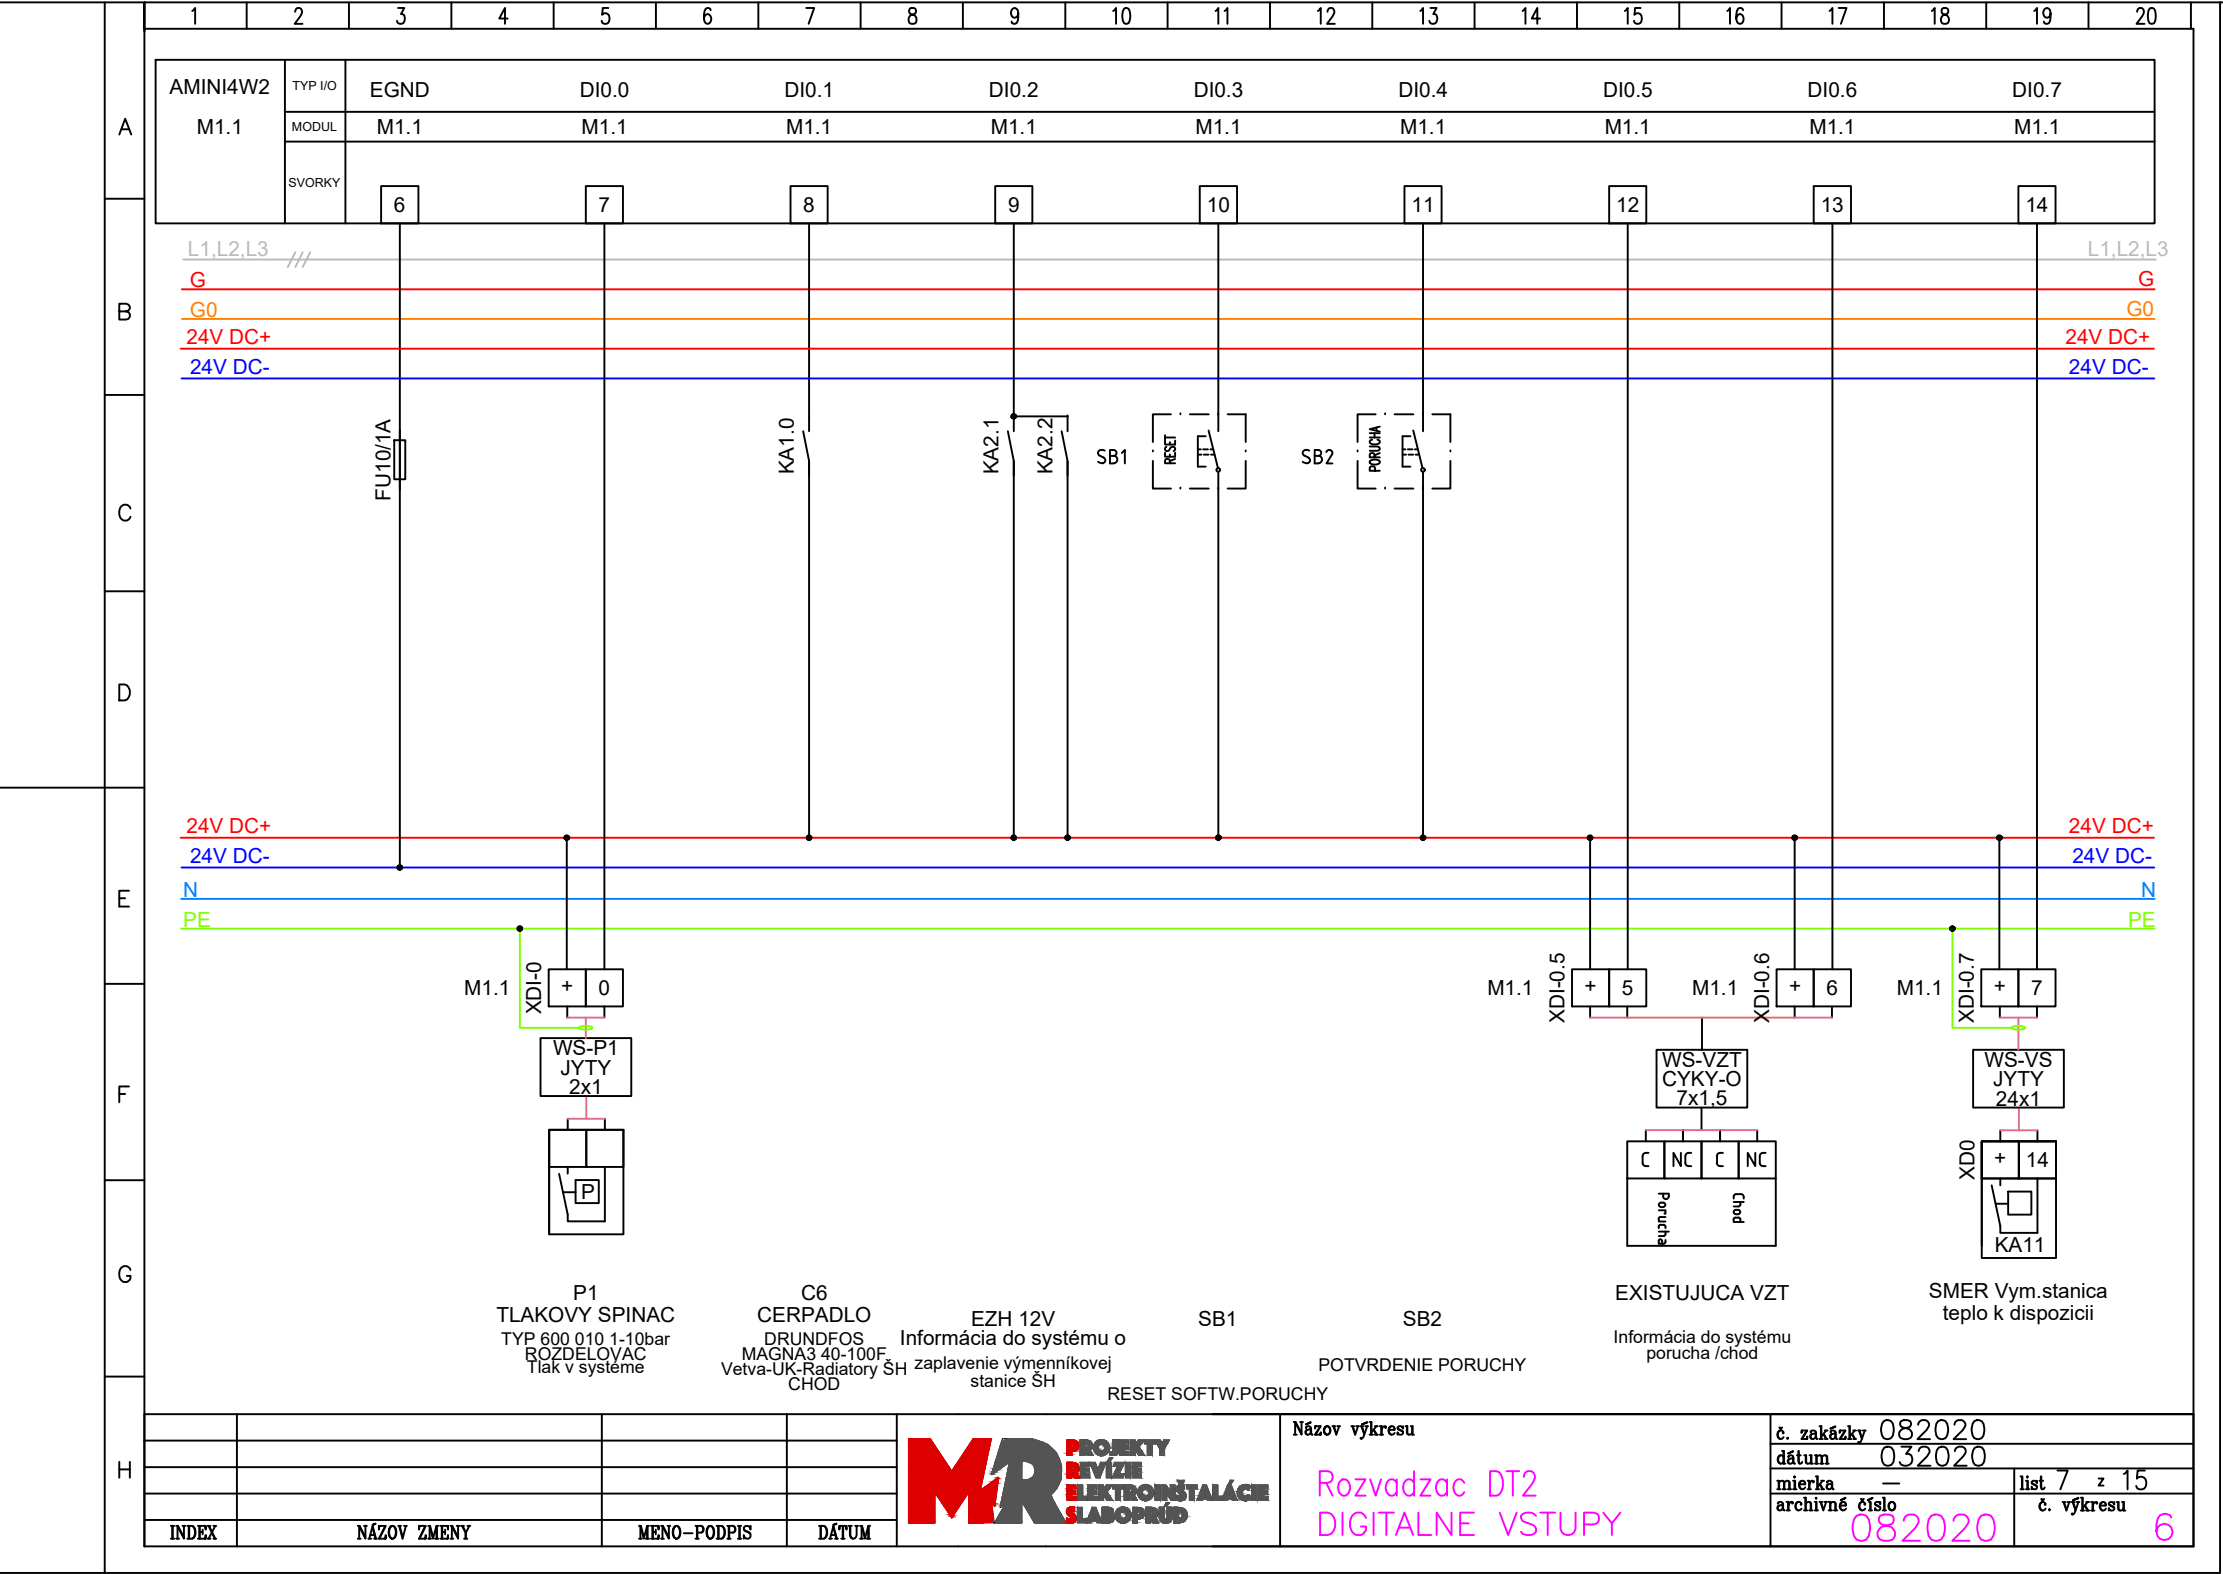 1 2 3 4 5 6 7 8 9 10 11 12 13 14 15 16 17 18 19 20
AMINI4W2 TYP I/O EGND DI0.0 DI0.1 DI0.2 DI0.3 DI0.4 DI0.5 DI0.6 DI0.7
A M1.1 MODUL M1.1 M1.1 M1.1 M1.1 M1.1 M1.1 M1.1 M1.1 M1.1
SVORKY
6 7 8 9 10 11 12 13 14
L1,L2,L3 L1,L2,L3
G G
B G0 G0
24V DC+ 24V DC+
24V DC- 24V DC-
FU10/1A KA1.0 KA2.1 KA2.2 SB1 RESET SB2 PORUCHA
C
D
24V DC+ 24V DC+
24V DC- 24V DC-
E N N
PE PE
M1.1 XDI-0 + 0 M1.1 XDI-0.5 + 5 M1.1 XDI-0.6 + 6 M1.1 XDI-0.7 + 7
F
WS-P1
JYTY
2x1
WS-VZT
CYKY-O
7x1,5
WS-VS
JYTY
24x1
P
C NC C NC
Porucha Chod
XD0 + 14
KA11
G
P1
TLAKOVY SPINAC
TYP 600 010 1-10bar
ROZDELOVAC
Tlak v systéme
C6
CERPADLO
DRUNDFOS
MAGNA3 40-100F
Vetva-UK-Radiatory ŠH
CHOD
EZH 12V
Informácia do systému o
zaplavenie výmenníkovej
stanice ŠH
SB1
RESET SOFTW.PORUCHY
SB2
POTVRDENIE PORUCHY
EXISTUJUCA VZT
Informácia do systému
porucha /chod
SMER Vym.stanica
teplo k dispozicii
H
INDEX NÁZOV ZMENY MENO-PODPIS DÁTUM
MR
PROJEKTY
REVÍZIE
ELEKTROINŠTALÁCIE
SLABOPRÚD
Názov výkresu
Rozvadzac DT2
DIGITALNE VSTUPY
č. zakázky 082020
dátum 032020
mierka — list 7 z 15
archivné číslo č. výkresu
082020 6